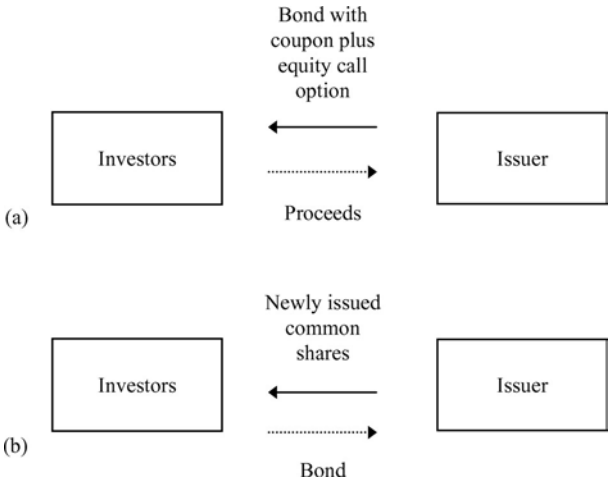 Bond with
coupon plus
equity call
option
Investors
Issuer
Proceeds
(a)
Newly issued
common
shares
Investors
Issuer
Bond
(b)